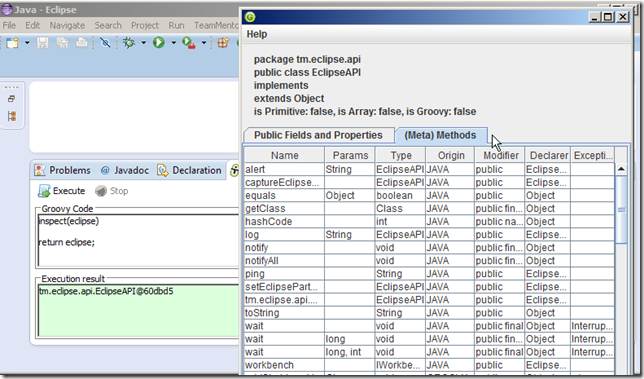 Java - Eclipse
File Edit Navigate Search Project Run TeamMento
Problems Javadoc Declaration
Execute Stop
Groovy Code
inspect(eclipse)
return eclipse;
Execution result
tm.eclipse.api.EclipseAPI@60dbd5
Help
package tm.eclipse.api
public class EclipseAPI
implements
extends Object
is Primitive: false, is Array: false, is Groovy: false
Public Fields and Properties (Meta) Methods
Name Params Type Origin Modifier Declarer Excepti...
alert String EclipseAPI JAVA public Eclipse...
captureEclipse... EclipseAPI JAVA public Eclipse...
equals Object boolean JAVA public Object
getClass Class JAVA public fin... Object
hashCode int JAVA public na... Object
log String EclipseAPI JAVA public Eclipse...
notify void JAVA public fin... Object
notifyAll void JAVA public fin... Object
ping String JAVA public Eclipse...
setEclipsePart... EclipseAPI JAVA public Eclipse...
tm.eclipse.api.... EclipseAPI JAVA public Eclipse...
toString String JAVA public Object
wait void JAVA public final Object Interrup...
wait long void JAVA public fin... Object Interrup...
wait long, int void JAVA public final Object Interrup...
workbench IWorkbe... JAVA public Eclipse...